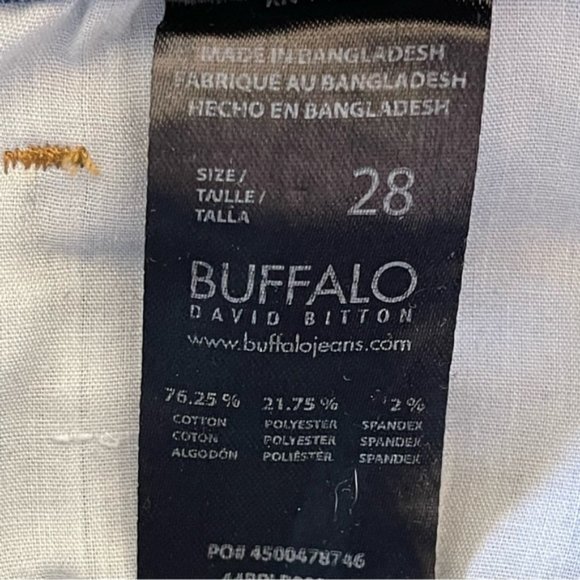 MADE IN BANGLADESH
FABRIQUE AU BANGLADESH
HECHO EN BANGLADESH
SIZE /
TAILLE /
TALLA
28
BUFFALO
DAVID BITTON
www.buffalojeans.com
76.25 % 21.75 % 2 %
COTTON POLYESTER SPANDEX
COTON POLYESTER SPANDEX
ALGODÓN POLIÉSTER SPANDEX
PO# 4500478746